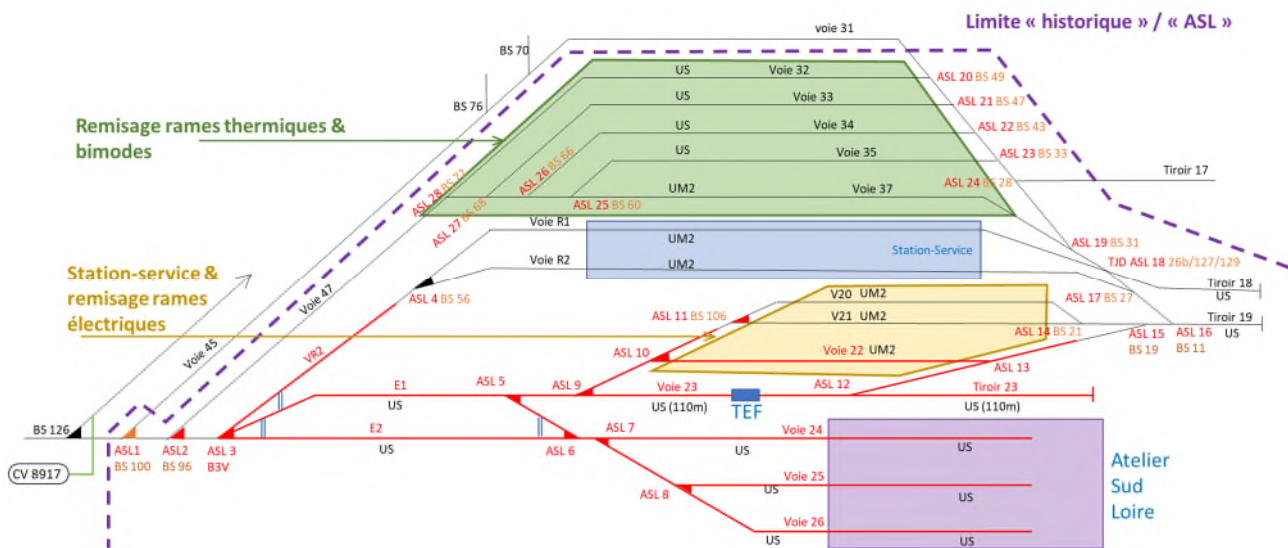 Limite « historique » / « ASL »
voie 31
BS 70
BS 76
US
Voie 32
ASL 20 BS 49
US
Voie 33
ASL 21 BS 47
Remisage rames thermiques &
bimodes
US
Voie 34
ASL 22 BS 43
US
Voie 35
ASL 23 BS 33
ASL 26 BS 66
ASL 28 BS 72
ASL 27 BS 68
UM2
Voie 37
ASL 24 BS 28
Tiroir 17
ASL 25 BS 60
Voie R1
UM2
Station-Service
ASL 19 BS 31
TJD ASL 18 26b/127/129
Voie R2
UM2
Tiroir 18
US
Station-service &
remisage rames
électriques
Voie 47
Voie 45
ASL 4 BS 56
ASL 17 BS 27
V20 UM2
ASL 11 BS 106
V21 UM2
ASL 14 BS 21
Tiroir 19
US
ASL 15
BS 19
ASL 16
BS 11
VR2
ASL 10
Voie 22 UM2
ASL 13
E1
US
ASL 5
ASL 9
Voie 23
US (110m)
TEF
ASL 12
Tiroir 23
US (110m)
BS 126
CV 8917
ASL1
BS 100
ASL2
BS 96
ASL 3
B3V
E2
US
ASL 6
ASL 7
US
Voie 24
US
ASL 8
US
Voie 25
US
Voie 26
US
US
Atelier
Sud
Loire